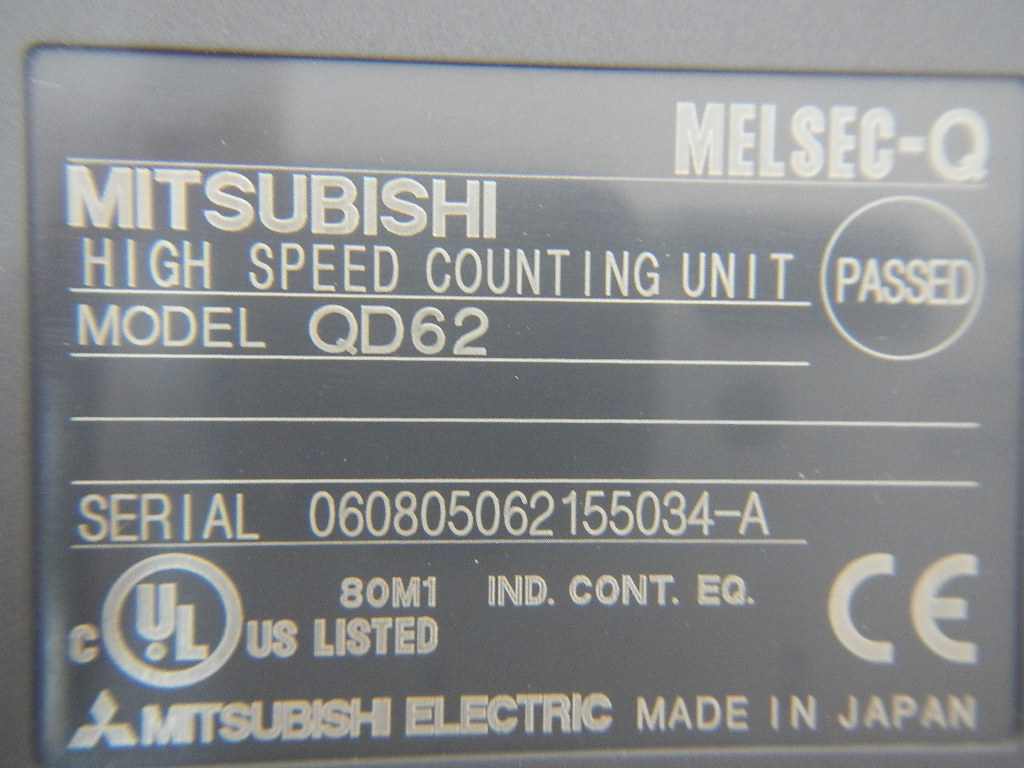 MELSEC-Q
MITSUBISHI
HIGH SPEED COUNTING UNIT
PASSED
MODEL QD62
SERIAL 060805062155034-A
80M1 IND. CONT. EQ.
C UL US LISTED
CE
MITSUBISHI ELECTRIC MADE IN JAPAN